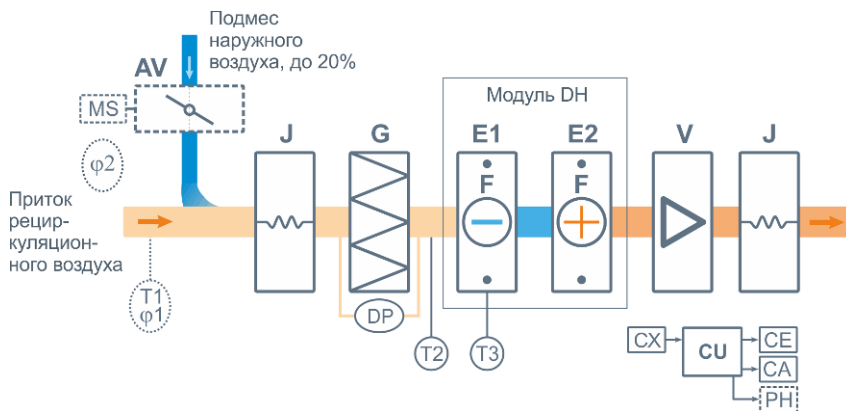 Подмес
наружного
воздуха, до 20%
AV
MS
Модуль DH
φ2
J
G
E1
E2
V
J
F
F
Приток
рецир-
куляцион-
ного воздуха
T1
φ1
DP
T2
T3
CX
CU
CE
CA
PH